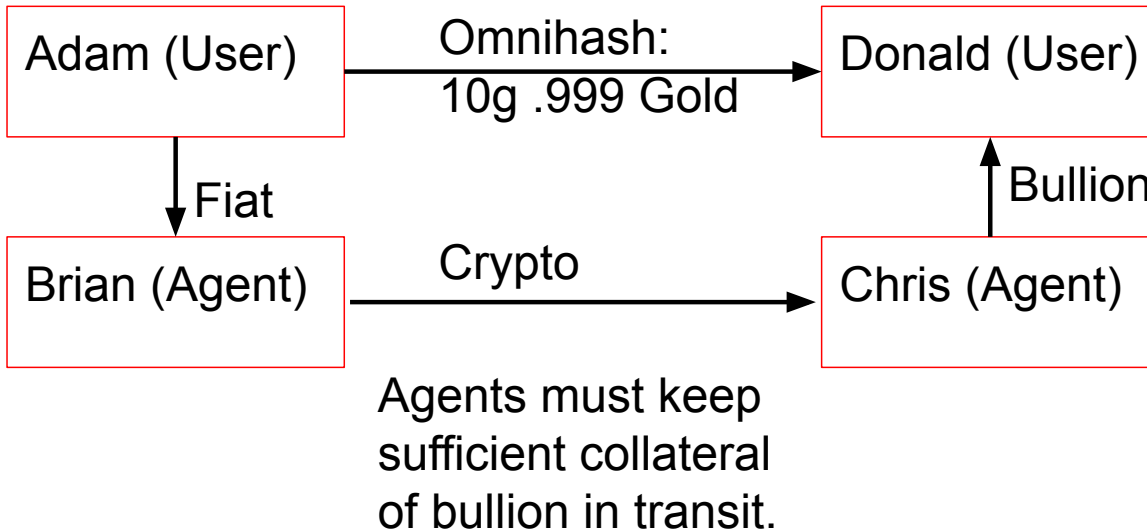 Adam (User)
Omnihash:
10g .999 Gold
Donald (User)
Fiat
Bullion
Brian (Agent)
Crypto
Chris (Agent)
Agents must keep
sufficient collateral
of bullion in transit.